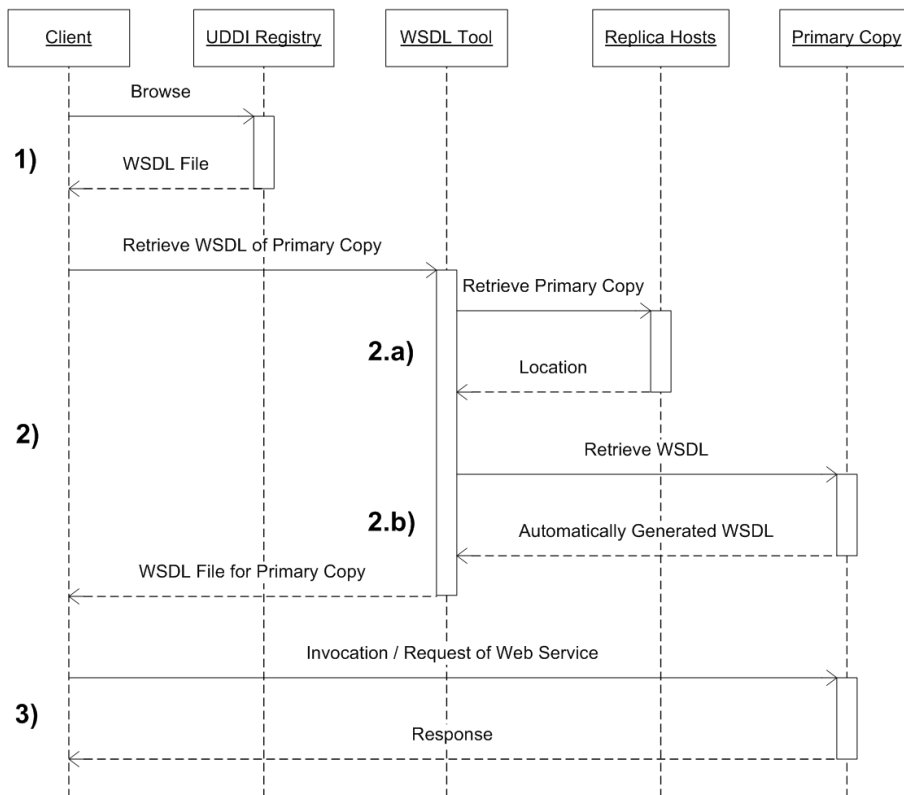 Client
UDDI Registry
WSDL Tool
Replica Hosts
Primary Copy
Browse
1)
WSDL File
Retrieve WSDL of Primary Copy
Retrieve Primary Copy
2.a)
Location
2)
Retrieve WSDL
2.b)
Automatically Generated WSDL
WSDL File for Primary Copy
Invocation / Request of Web Service
3)
Response